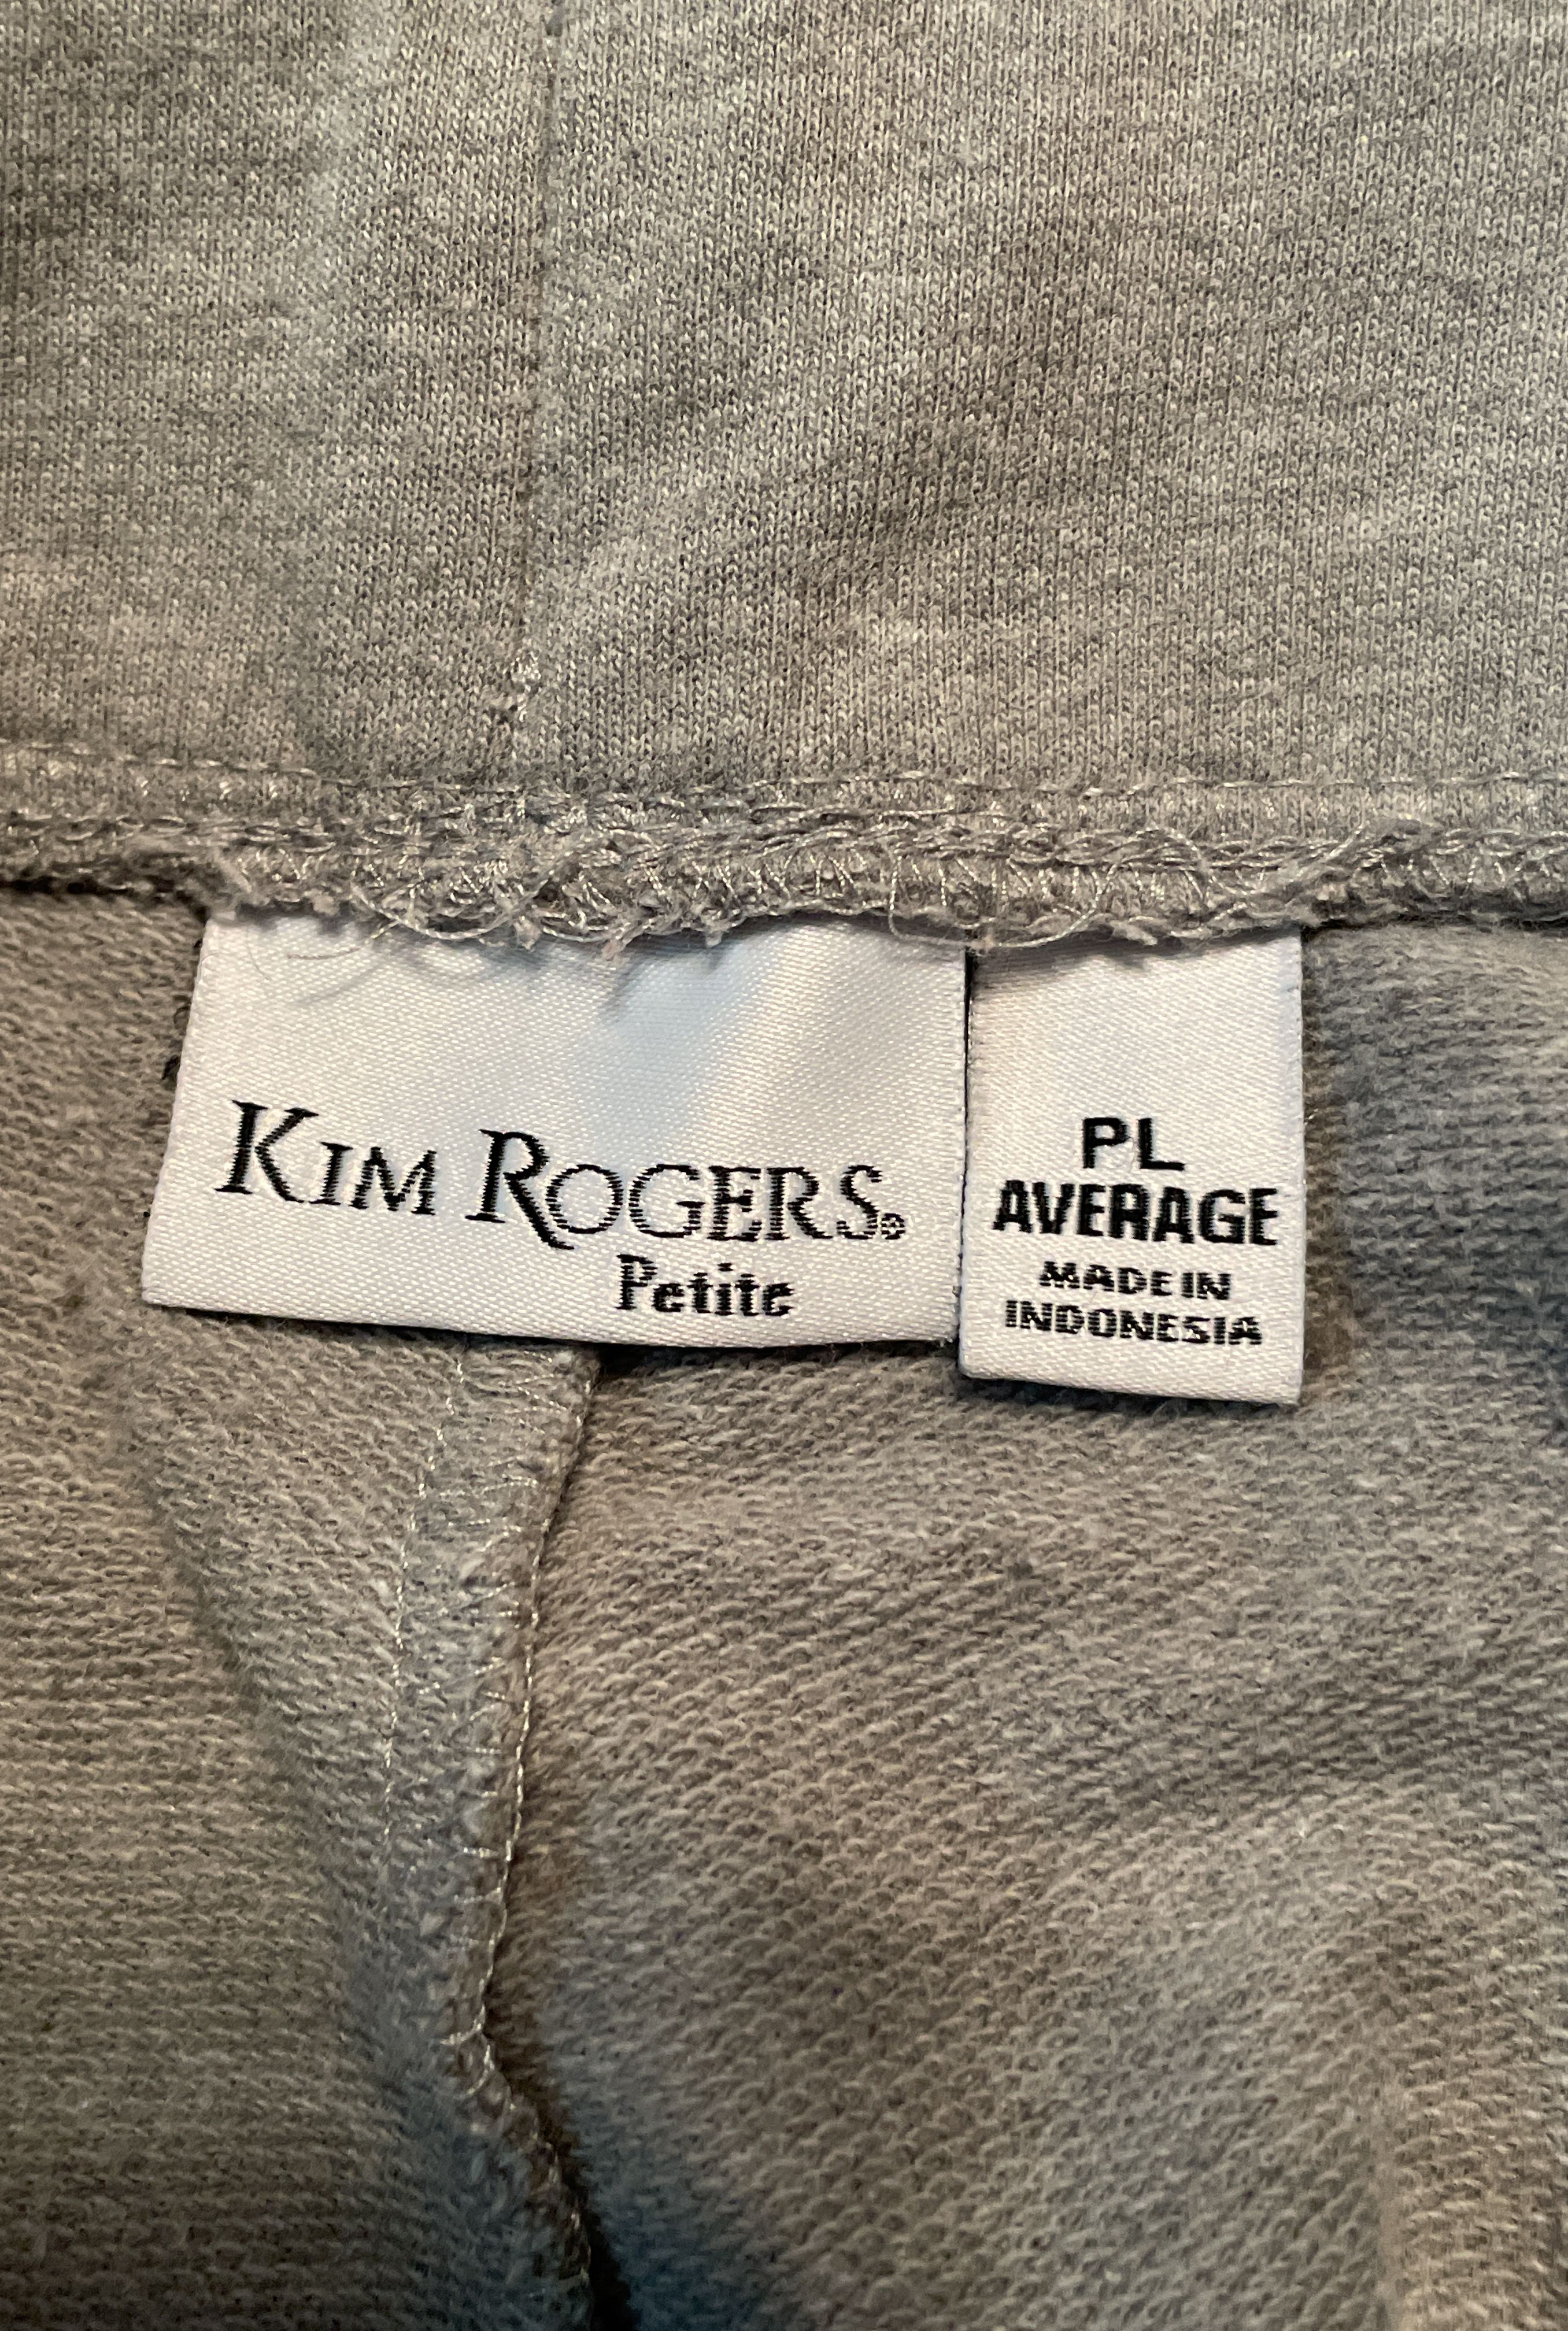 KIM ROGERS®
Petite
PL
AVERAGE
MADE IN
INDONESIA